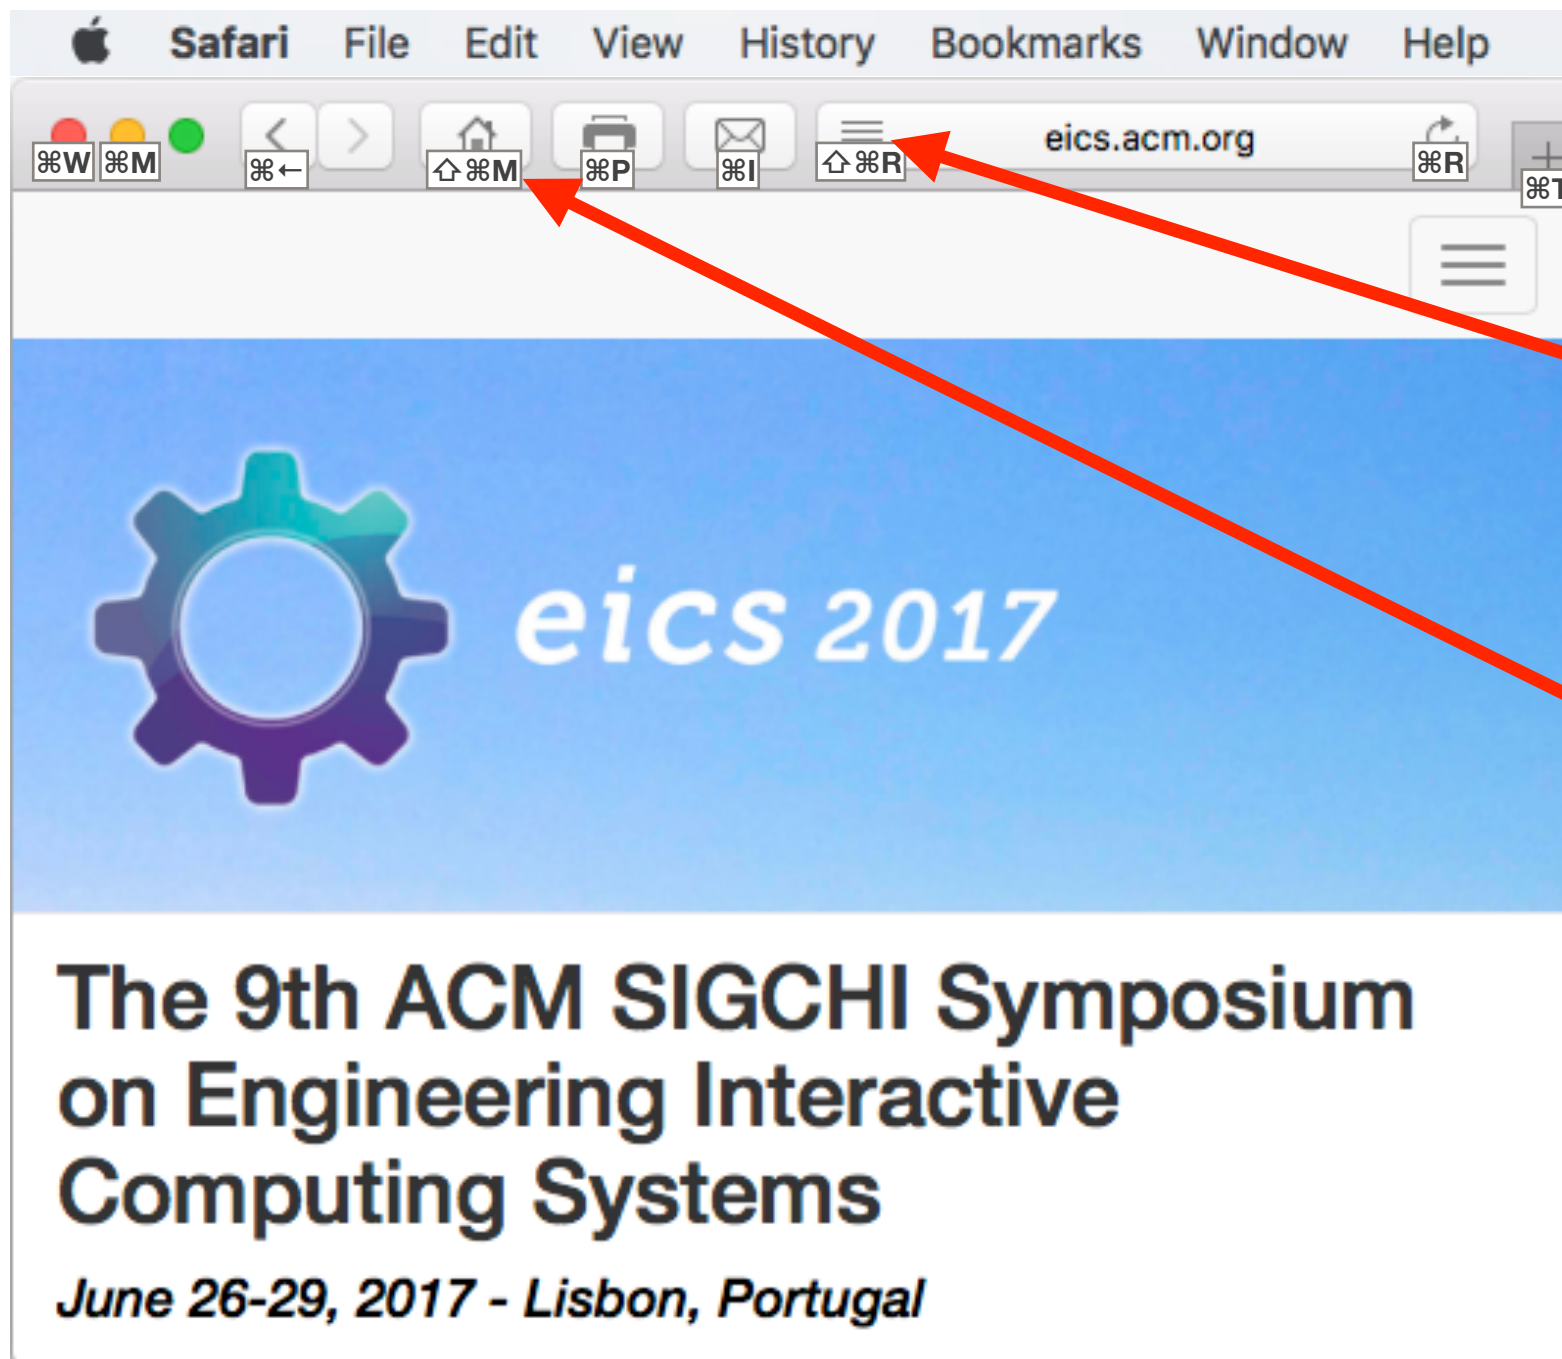 Safari File Edit View History Bookmarks Window Help
eics.acm.org
⌘W ⌘M ⌘← ⇧⌘M ⌘P ⌘I ⇧⌘R ⌘R ⌘T
eics 2017
The 9th ACM SIGCHI Symposium
on Engineering Interactive
Computing Systems
June 26-29, 2017 - Lisbon, Portugal